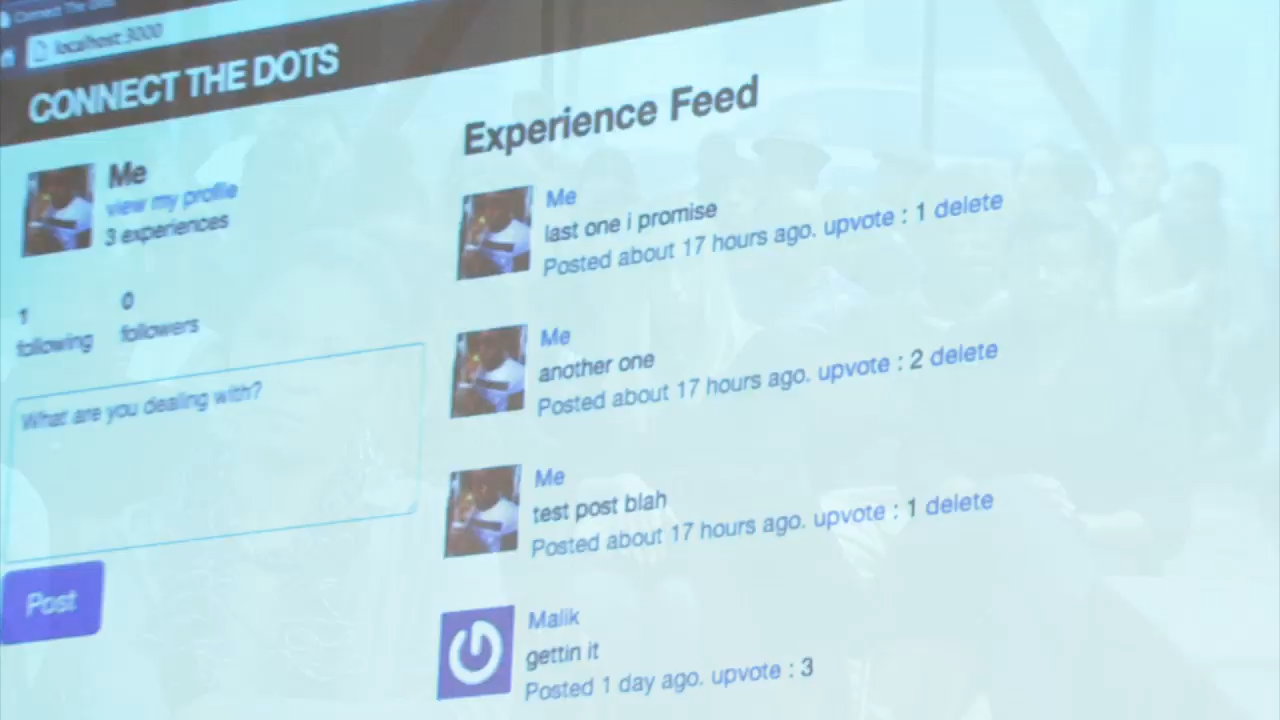 Connect The Dots
localhost:3000
CONNECT THE DOTS
Me
view my profile
3 experiences
1
following
0
followers
What are you dealing with?
Post
Experience Feed
Me
last one i promise
Posted about 17 hours ago. upvote : 1 delete
Me
another one
Posted about 17 hours ago. upvote : 2 delete
Me
test post blah
Posted about 17 hours ago. upvote : 1 delete
Malik
gettin it
Posted 1 day ago. upvote : 3